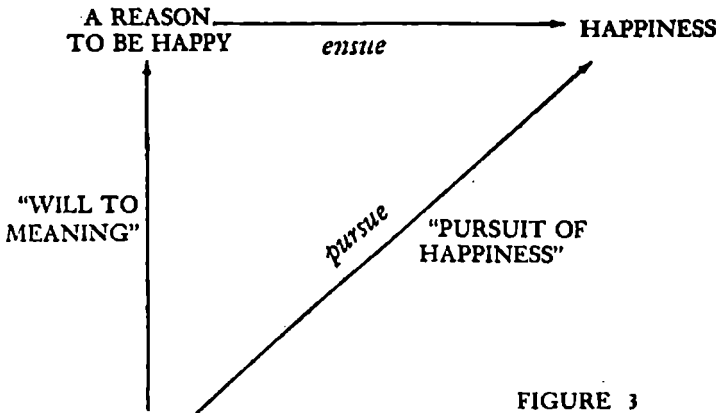 A REASON
TO BE HAPPY
ensue
HAPPINESS
"WILL TO
MEANING"
pursue
"PURSUIT OF
HAPPINESS"
FIGURE 3